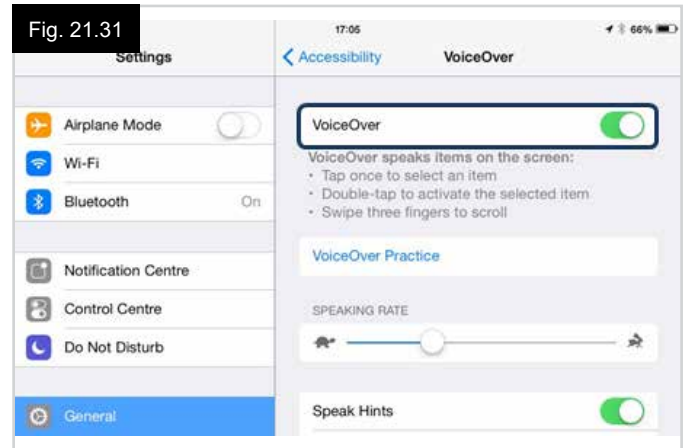 Fig. 21.31
17:05
66%
Settings
Accessibility
VoiceOver
Airplane Mode
Wi-Fi
Bluetooth
On
Notification Centre
Control Centre
Do Not Disturb
General
VoiceOver
VoiceOver speaks items on the screen:
• Tap once to select an item
• Double-tap to activate the selected item
• Swipe three fingers to scroll
VoiceOver Practice
SPEAKING RATE
Speak Hints